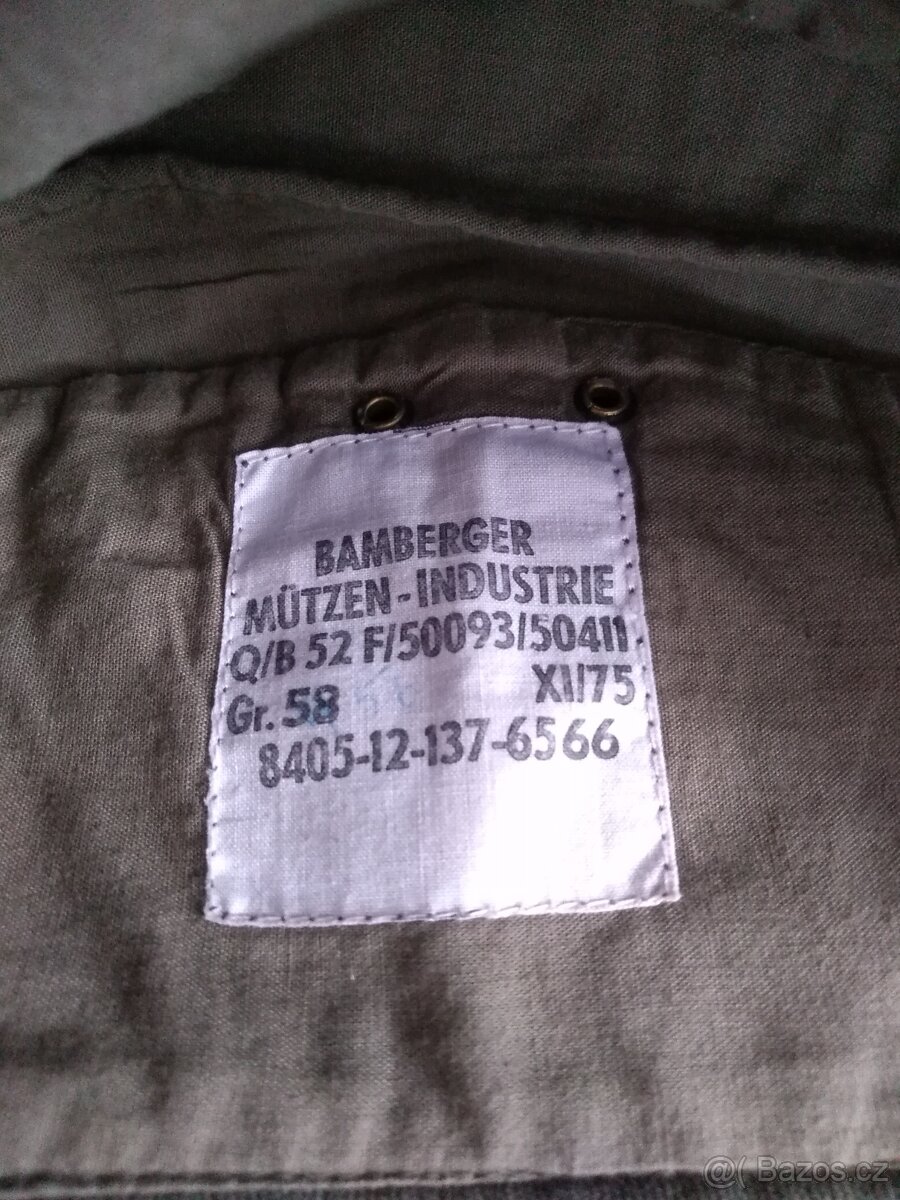 BAMBERGER
MÜTZEN-INDUSTRIE
Q/B 52 F/50093/50411
XI/75
Gr. 58
8405-12-137-6566
@( Bazos.cz